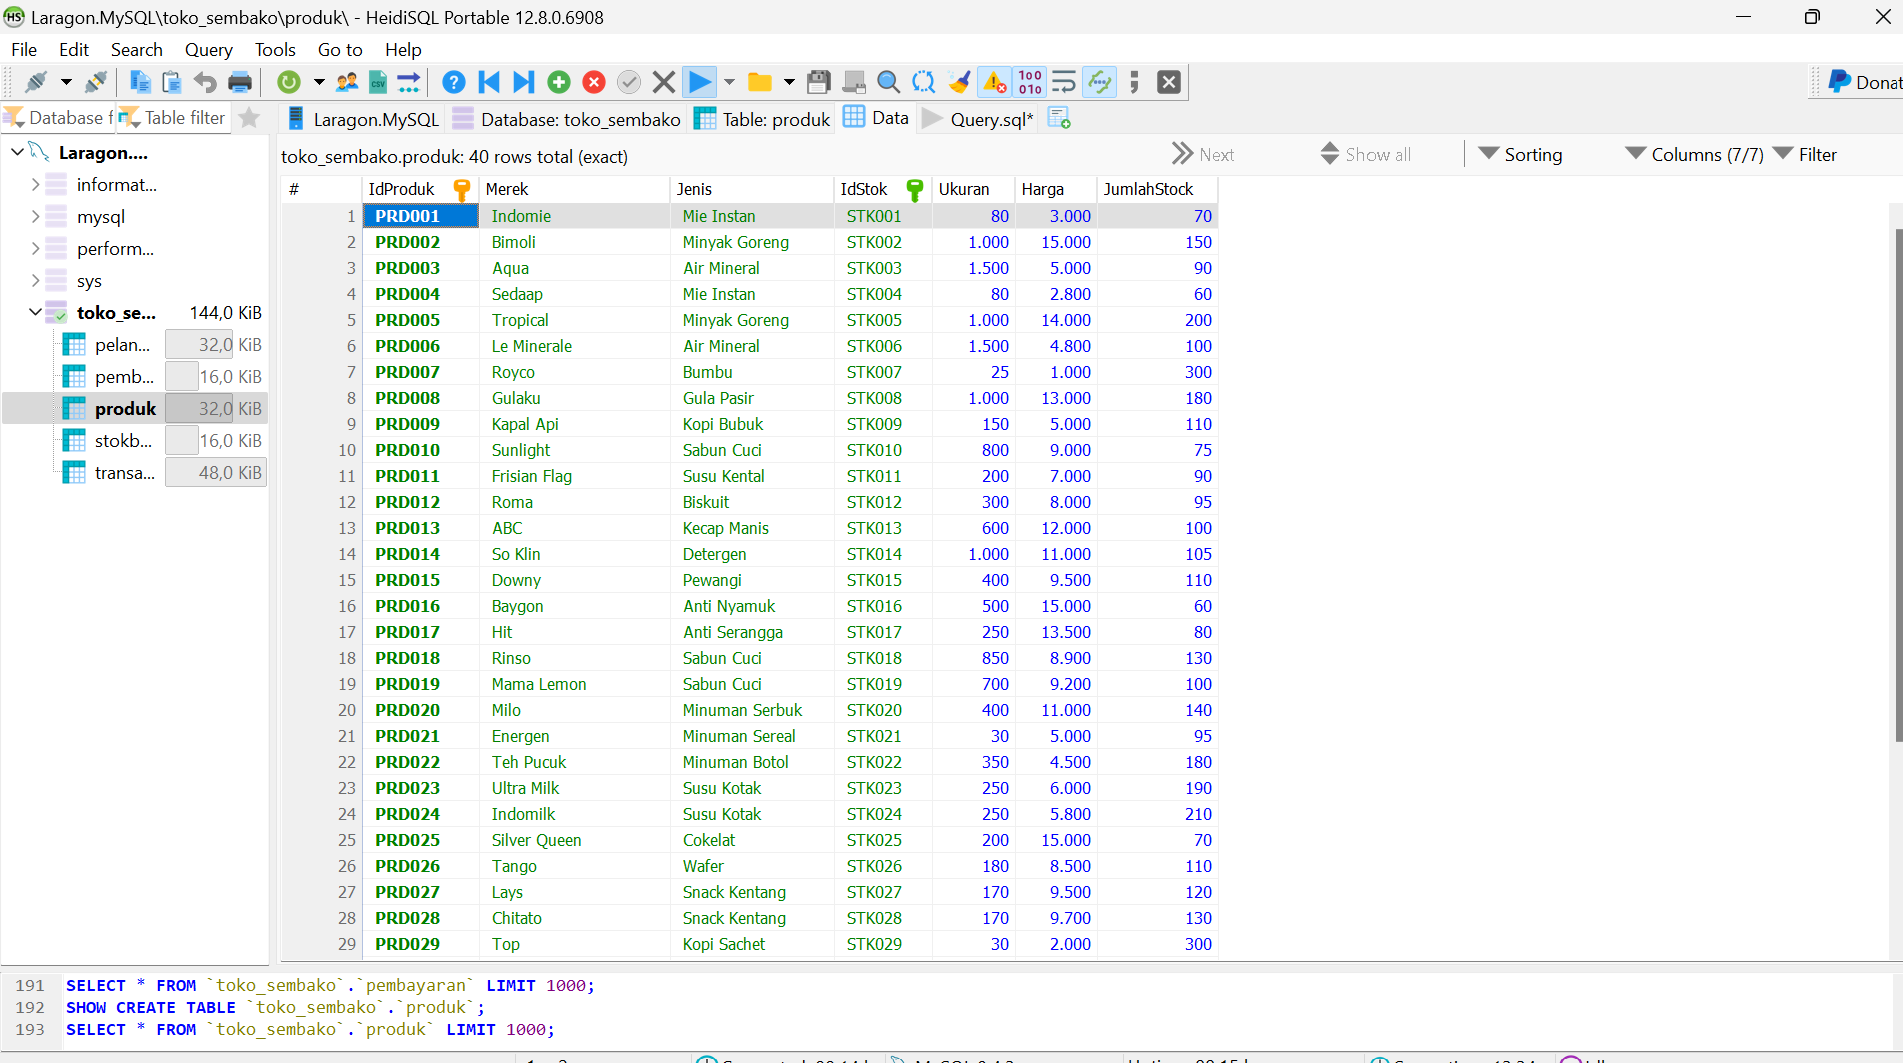 Laragon.MySQL\toko_sembako\produk\ - HeidiSQL Portable 12.8.0.6908
File Edit Search Query Tools Go to Help
Donat
Database f Table filter Laragon.MySQL Database: toko_sembako Table: produk Data Query.sql*
toko_sembako.produk: 40 rows total (exact) Next Show all Sorting Columns (7/7) Filter
Laragon....
informat...
mysql
perform...
sys
toko_se... 144,0 KiB
pelan... 32,0 KiB
pemb... 16,0 KiB
produk 32,0 KiB
stokb... 16,0 KiB
transa... 48,0 KiB
# IdProduk Merek Jenis IdStok Ukuran Harga JumlahStock
1 PRD001 Indomie Mie Instan STK001 80 3.000 70
2 PRD002 Bimoli Minyak Goreng STK002 1.000 15.000 150
3 PRD003 Aqua Air Mineral STK003 1.500 5.000 90
4 PRD004 Sedaap Mie Instan STK004 80 2.800 60
5 PRD005 Tropical Minyak Goreng STK005 1.000 14.000 200
6 PRD006 Le Minerale Air Mineral STK006 1.500 4.800 100
7 PRD007 Royco Bumbu STK007 25 1.000 300
8 PRD008 Gulaku Gula Pasir STK008 1.000 13.000 180
9 PRD009 Kapal Api Kopi Bubuk STK009 150 5.000 110
10 PRD010 Sunlight Sabun Cuci STK010 800 9.000 75
11 PRD011 Frisian Flag Susu Kental STK011 200 7.000 90
12 PRD012 Roma Biskuit STK012 300 8.000 95
13 PRD013 ABC Kecap Manis STK013 600 12.000 100
14 PRD014 So Klin Detergen STK014 1.000 11.000 105
15 PRD015 Downy Pewangi STK015 400 9.500 110
16 PRD016 Baygon Anti Nyamuk STK016 500 15.000 60
17 PRD017 Hit Anti Serangga STK017 250 13.500 80
18 PRD018 Rinso Sabun Cuci STK018 850 8.900 130
19 PRD019 Mama Lemon Sabun Cuci STK019 700 9.200 100
20 PRD020 Milo Minuman Serbuk STK020 400 11.000 140
21 PRD021 Energen Minuman Sereal STK021 30 5.000 95
22 PRD022 Teh Pucuk Minuman Botol STK022 350 4.500 180
23 PRD023 Ultra Milk Susu Kotak STK023 250 6.000 190
24 PRD024 Indomilk Susu Kotak STK024 250 5.800 210
25 PRD025 Silver Queen Cokelat STK025 200 15.000 70
26 PRD026 Tango Wafer STK026 180 8.500 110
27 PRD027 Lays Snack Kentang STK027 170 9.500 120
28 PRD028 Chitato Snack Kentang STK028 170 9.700 130
29 PRD029 Top Kopi Sachet STK029 30 2.000 300
191 SELECT * FROM `toko_sembako`.`pembayaran` LIMIT 1000;
192 SHOW CREATE TABLE `toko_sembako`.`produk`;
193 SELECT * FROM `toko_sembako`.`produk` LIMIT 1000;